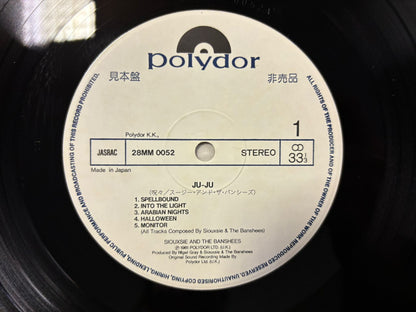 polydor
見本盤
非売品
Polydor K.K.,
1
JASRAC
28MM 0052
STEREO
33⅓
Made in Japan
JU-JU
(呪々/スージー・アンド・ザ・バンシーズ)
1. SPELLBOUND
2. INTO THE LIGHT
3. ARABIAN NIGHTS
4. HALLOWEEN
5. MONITOR
(All Tracks Composed By Siouxsie & The Banshees)
SIOUXSIE AND THE BANSHEES
℗ 1981 POLYDOR LTD. (U.K.)
Produced by Nigel Gray & Siouxsie & The Banshees
Original Sound Recording Made By
Polydor Ltd. (U.K.)
ALL RIGHTS OF THE PRODUCER AND OF THE OWNER OF THE WORK REPRODUCED RESERVED. UNAUTHORISED COPYING, HIRING, LENDING, PUBLIC PERFORMANCE AND BROADCASTING OF THIS RECORD PROHIBITED.